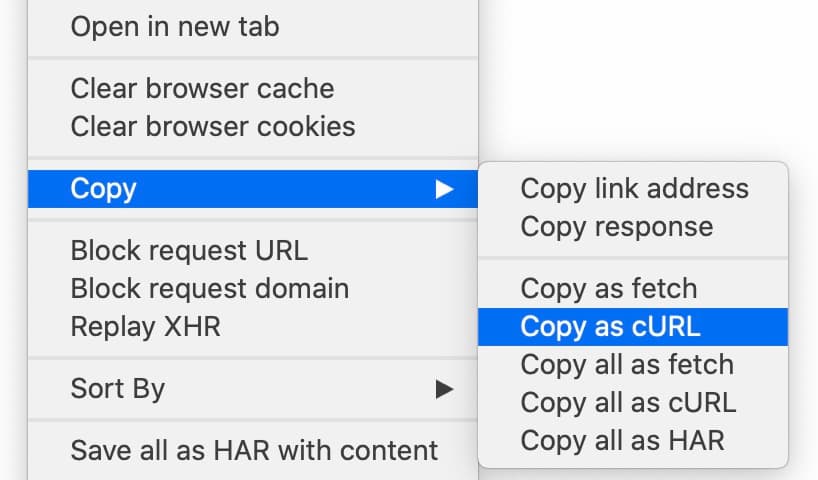 Open in new tab
Clear browser cache
Clear browser cookies
Copy
Block request URL
Block request domain
Replay XHR
Sort By
Save all as HAR with content
Copy link address
Copy response
Copy as fetch
Copy as cURL
Copy all as fetch
Copy all as cURL
Copy all as HAR